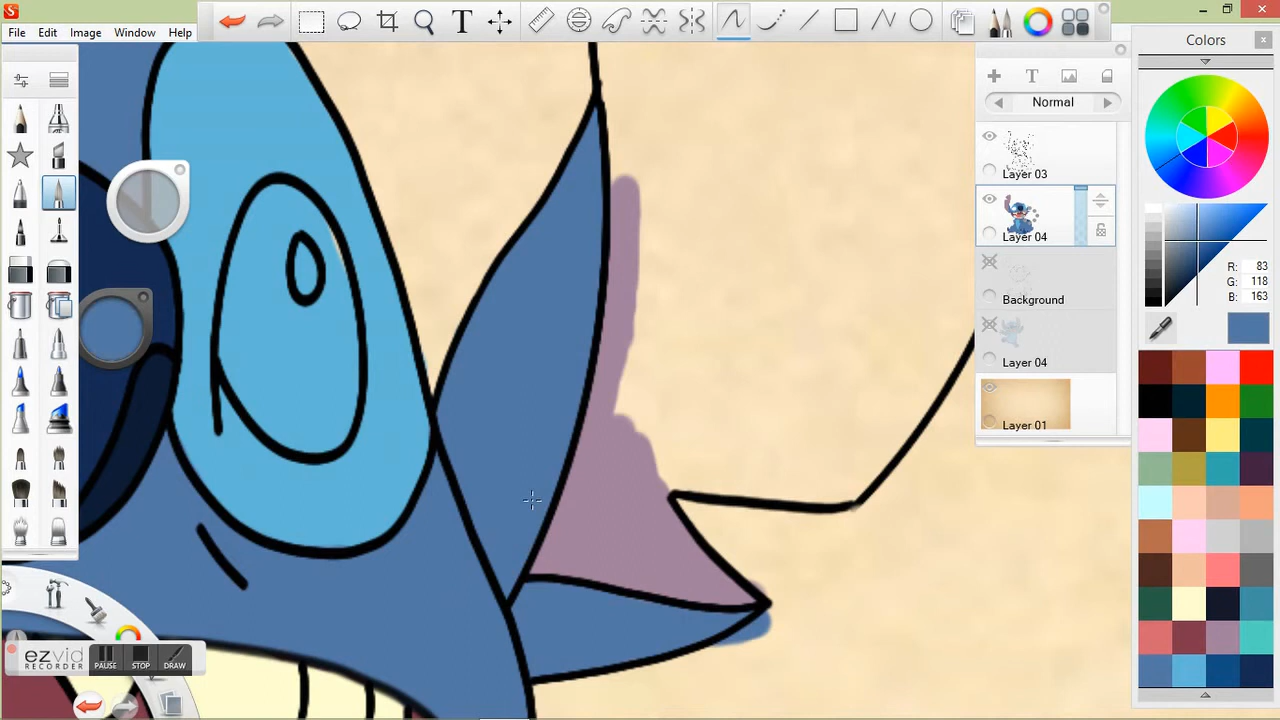 File Edit Image Window Help
T
Colors
T
Normal
Layer 03
Layer 04
Background
Layer 04
Layer 01
R: 83
G: 118
B: 163
ezvid
RECORDER
PAUSE STOP DRAW